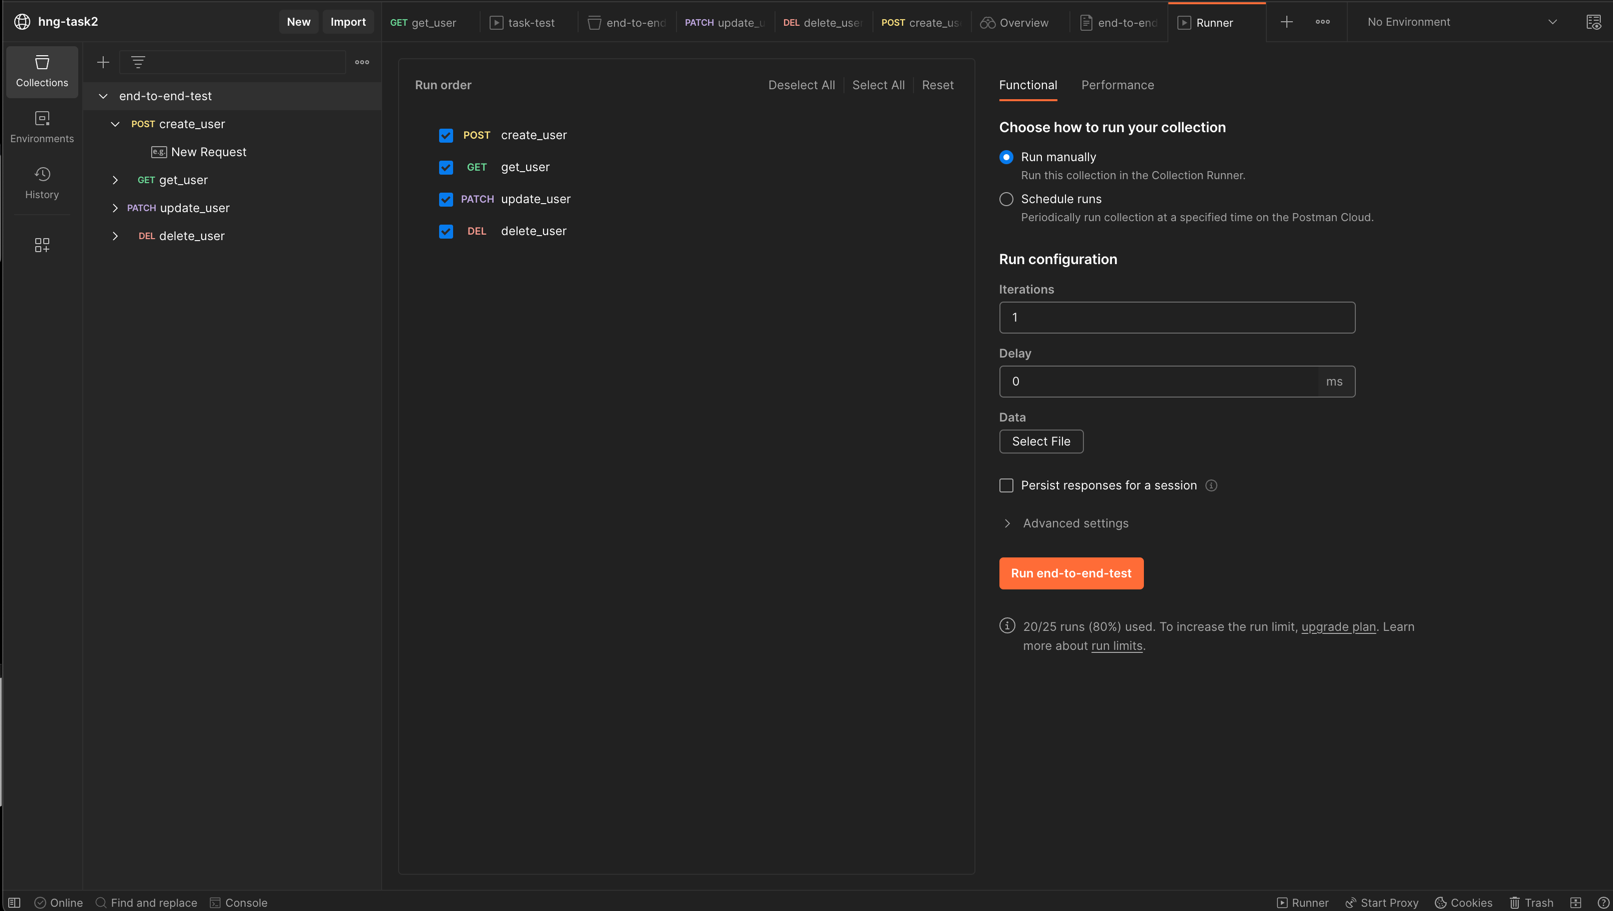 hng-task2
New
Import
GET get_user
task-test
end-to-end
PATCH update_u
DEL delete_use
POST create_us
Overview
end-to-end
Runner
No Environment
Collections
Environments
History
end-to-end-test
POST create_user
e.g. New Request
GET get_user
PATCH update_user
DEL delete_user
Run order
Deselect All
Select All
Reset
POST create_user
GET get_user
PATCH update_user
DEL delete_user
Functional
Performance
Choose how to run your collection
Run manually
Run this collection in the Collection Runner.
Schedule runs
Periodically run collection at a specified time on the Postman Cloud.
Run configuration
Iterations
1
Delay
0 ms
Data
Select File
Persist responses for a session
Advanced settings
Run end-to-end-test
20/25 runs (80%) used. To increase the run limit, upgrade plan. Learn
more about run limits.
Online
Find and replace
Console
Runner
Start Proxy
Cookies
Trash